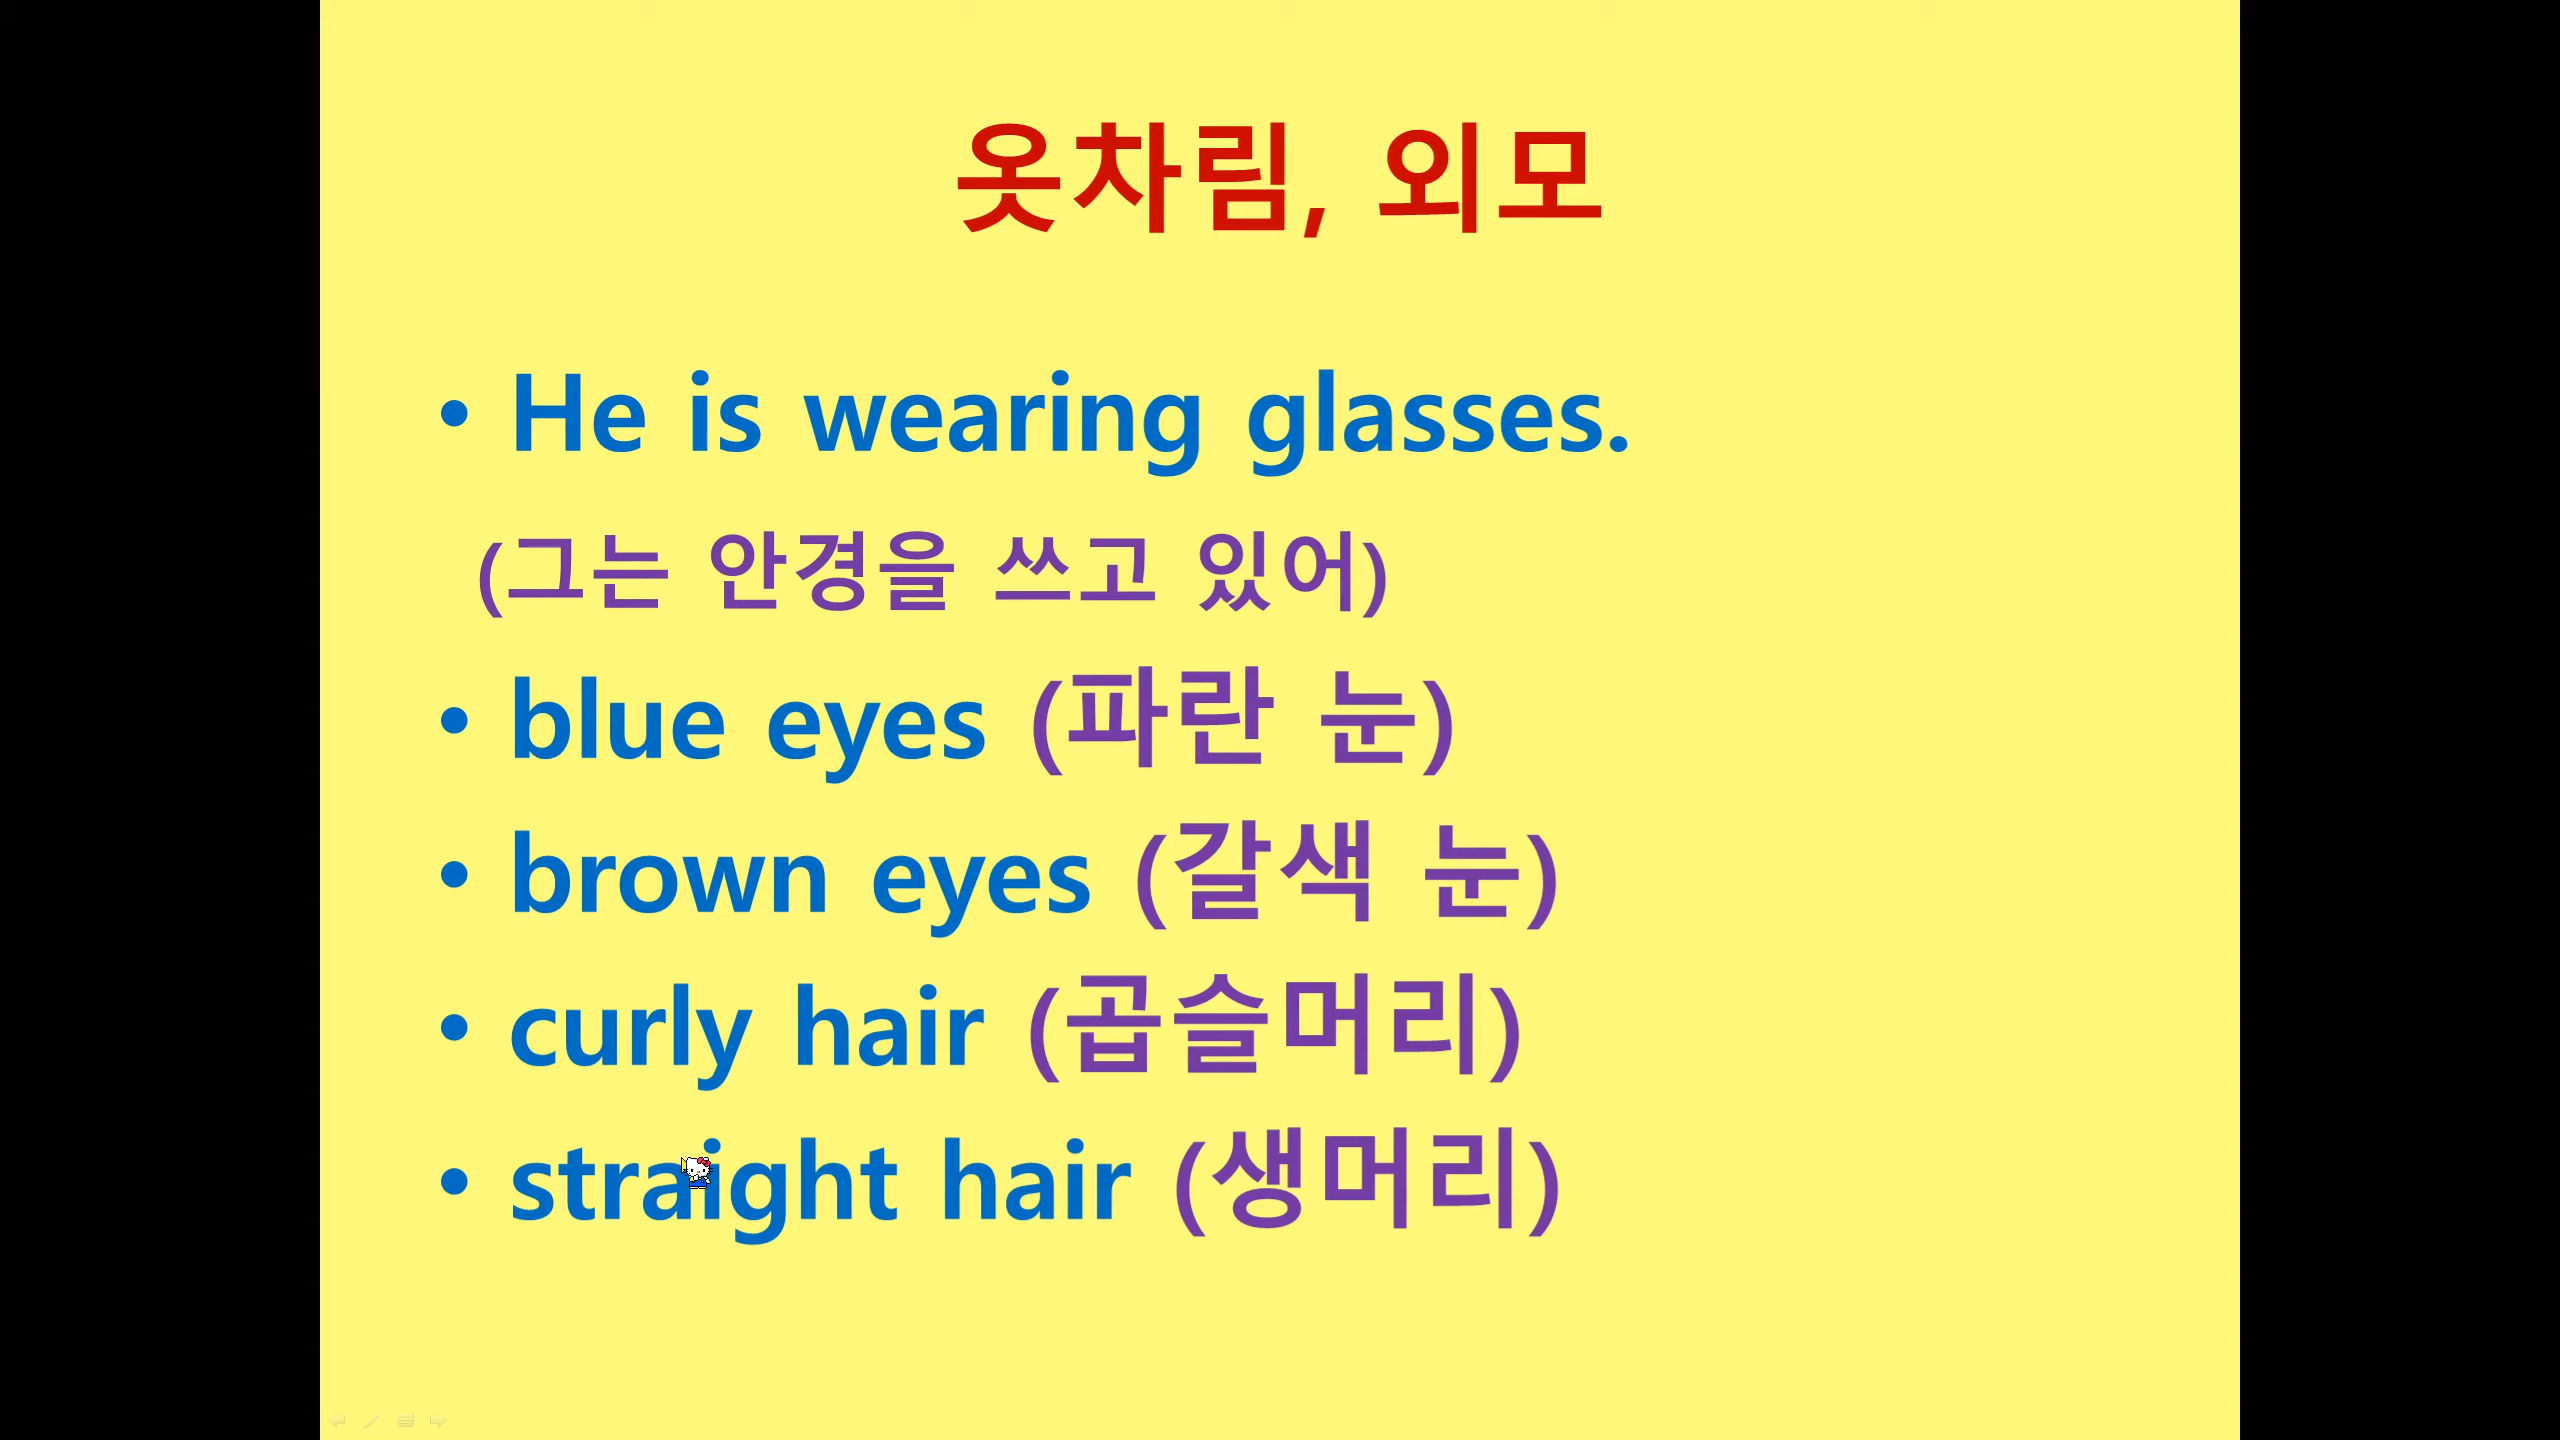 옷차림, 외모
• He is wearing glasses.
(그는 안경을 쓰고 있어)
• blue eyes (파란 눈)
• brown eyes (갈색 눈)
• curly hair (곱슬머리)
• straight hair (생머리)